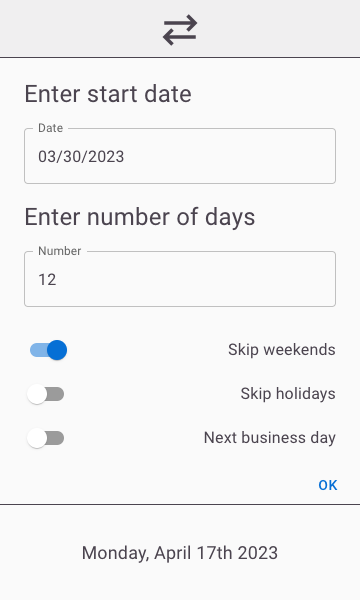 Enter start date
Date
03/30/2023
Enter number of days
Number
12
Skip weekends
Skip holidays
Next business day
OK
Monday, April 17th 2023